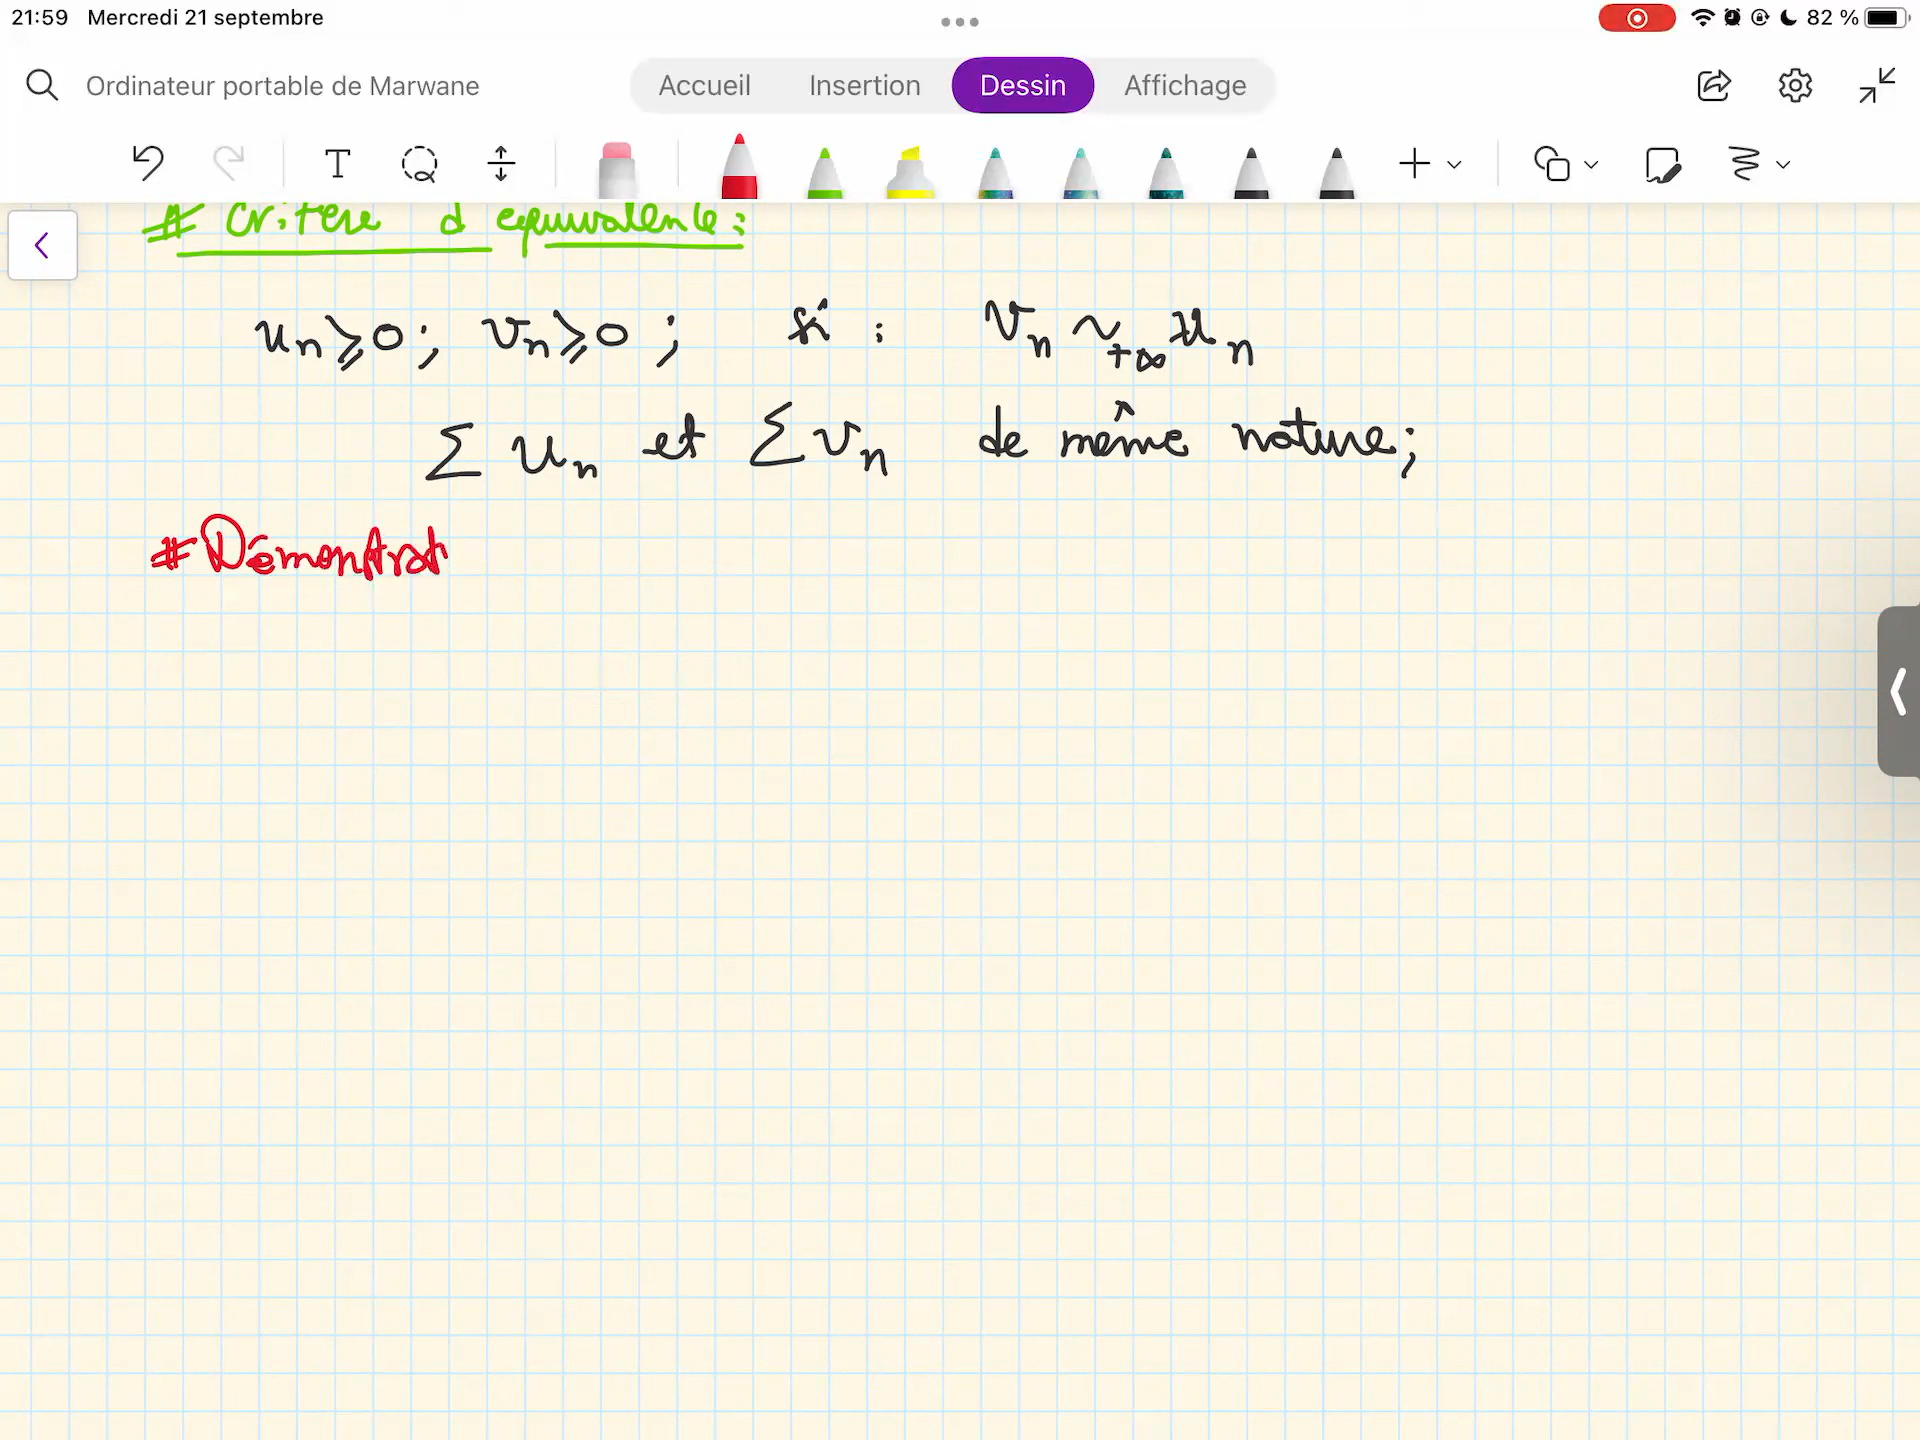 21:59 Mercredi 21 septembre 82 %
Ordinateur portable de Marwane Accueil Insertion Dessin Affichage
T
# Critère d'équivalence :
uₙ ⩾ 0 ; vₙ ⩾ 0 ; si : vₙ ~₊∞ uₙ
∑ uₙ et ∑ vₙ de même nature ;
# Démonstrat